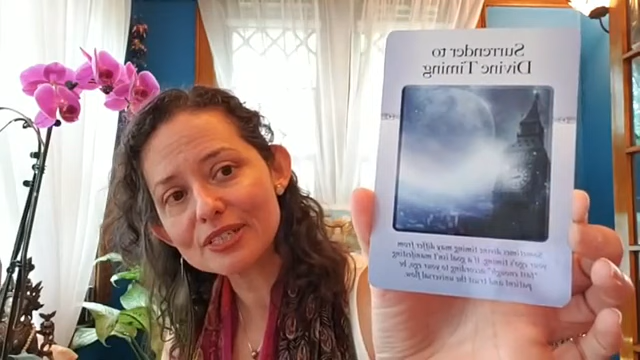 Surrender to
Divine Timing
Sometimes divine timing may differ from
your ego's timing. If a goal isn't manifesting
"fast enough" according to your ego, be
patient and trust the universal flow.